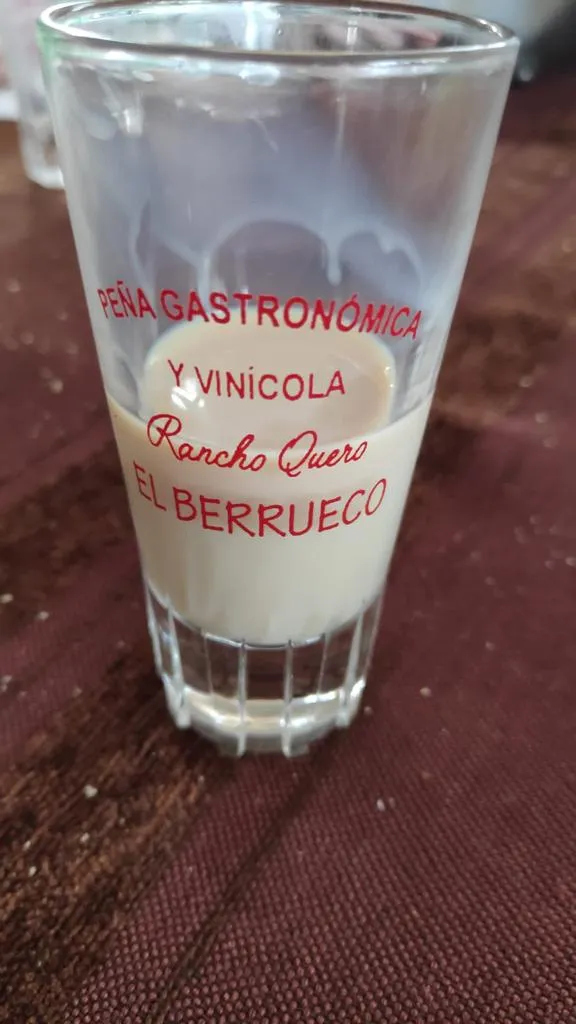 PEÑA GASTRONÓMICA
Y VINÍCOLA
Rancho Quero
EL BERRUECO